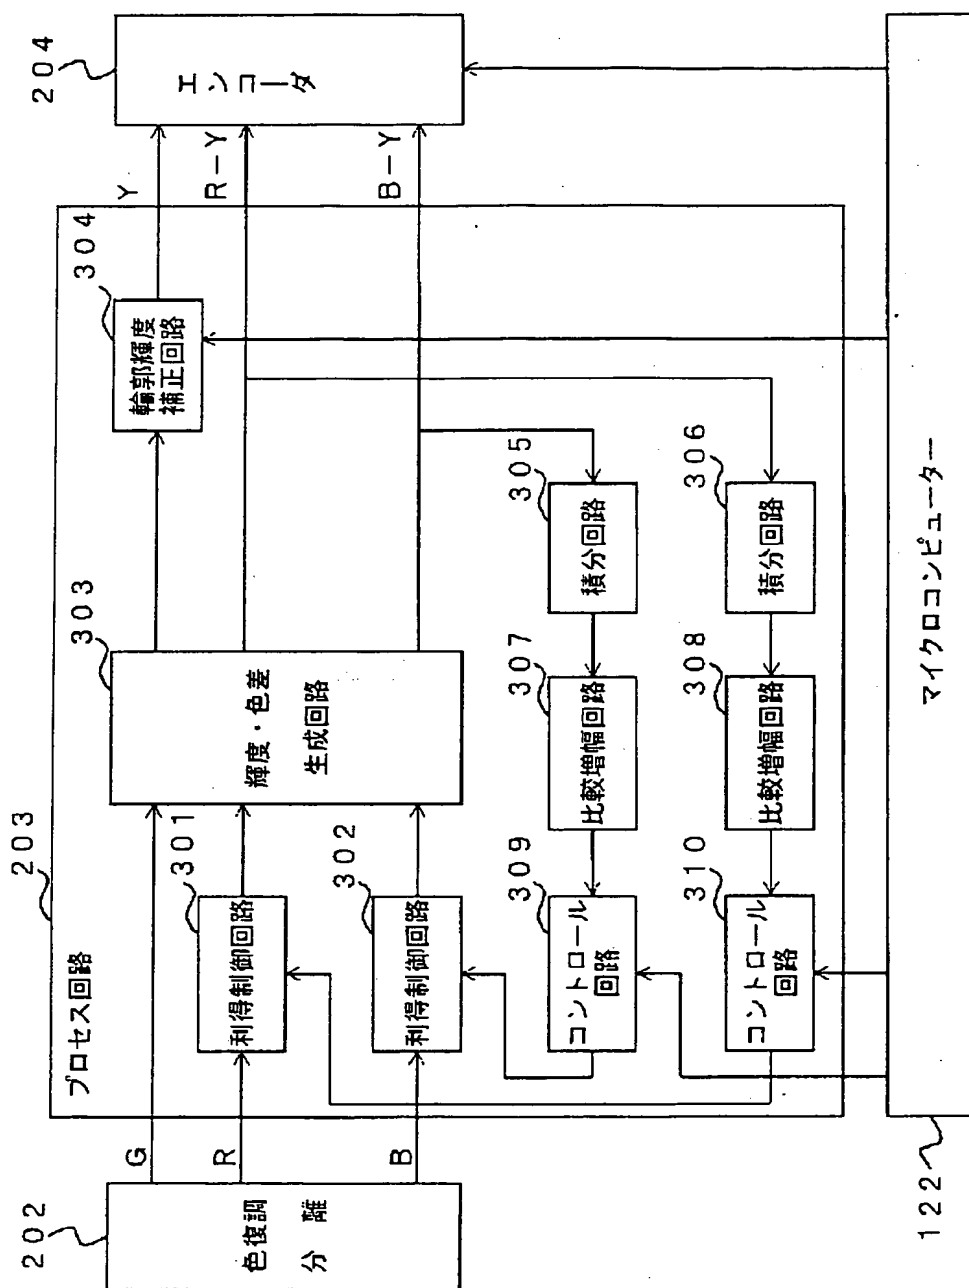 202
色復調
分離
G
R
B
203
プロセス回路
301
利得制御回路
302
利得制御回路
303
輝度・色差
生成回路
304
輪郭輝度
補正回路
Y
R－Y
B－Y
204
エンコーダ
305
積分回路
307
比較増幅回路
309
コントロール
回路
306
積分回路
308
比較増幅回路
310
コントロール
回路
122
マイクロコンピューター